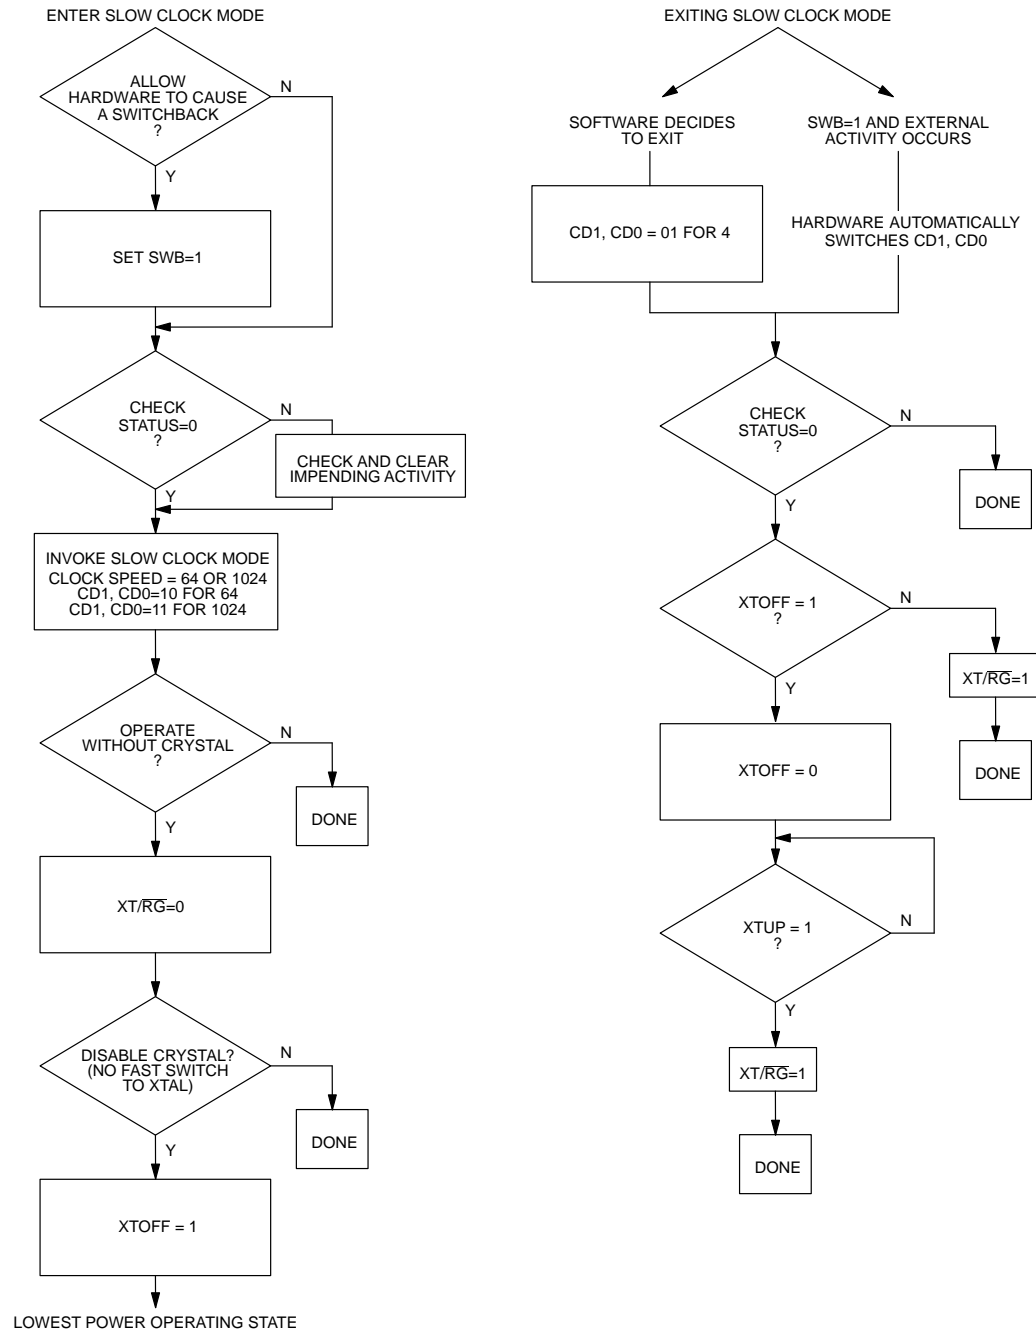 ENTER SLOW CLOCK MODE
ALLOW
HARDWARE TO CAUSE
A SWITCHBACK
?
N
Y
SET SWB=1
CHECK
STATUS=0
?
N
CHECK AND CLEAR
IMPENDING ACTIVITY
Y
INVOKE SLOW CLOCK MODE
CLOCK SPEED = 64 OR 1024
CD1, CD0=10 FOR 64
CD1, CD0=11 FOR 1024
OPERATE
WITHOUT CRYSTAL
?
N
DONE
Y
XT/R̅G̅=0
DISABLE CRYSTAL?
(NO FAST SWITCH
TO XTAL)
N
DONE
Y
XTOFF = 1
LOWEST POWER OPERATING STATE
EXITING SLOW CLOCK MODE
SOFTWARE DECIDES
TO EXIT
SWB=1 AND EXTERNAL
ACTIVITY OCCURS
CD1, CD0 = 01 FOR 4
HARDWARE AUTOMATICALLY
SWITCHES CD1, CD0
CHECK
STATUS=0
?
N
DONE
Y
XTOFF = 1
?
N
XT/R̅G̅=1
DONE
Y
XTOFF = 0
XTUP = 1
?
N
Y
XT/R̅G̅=1
DONE